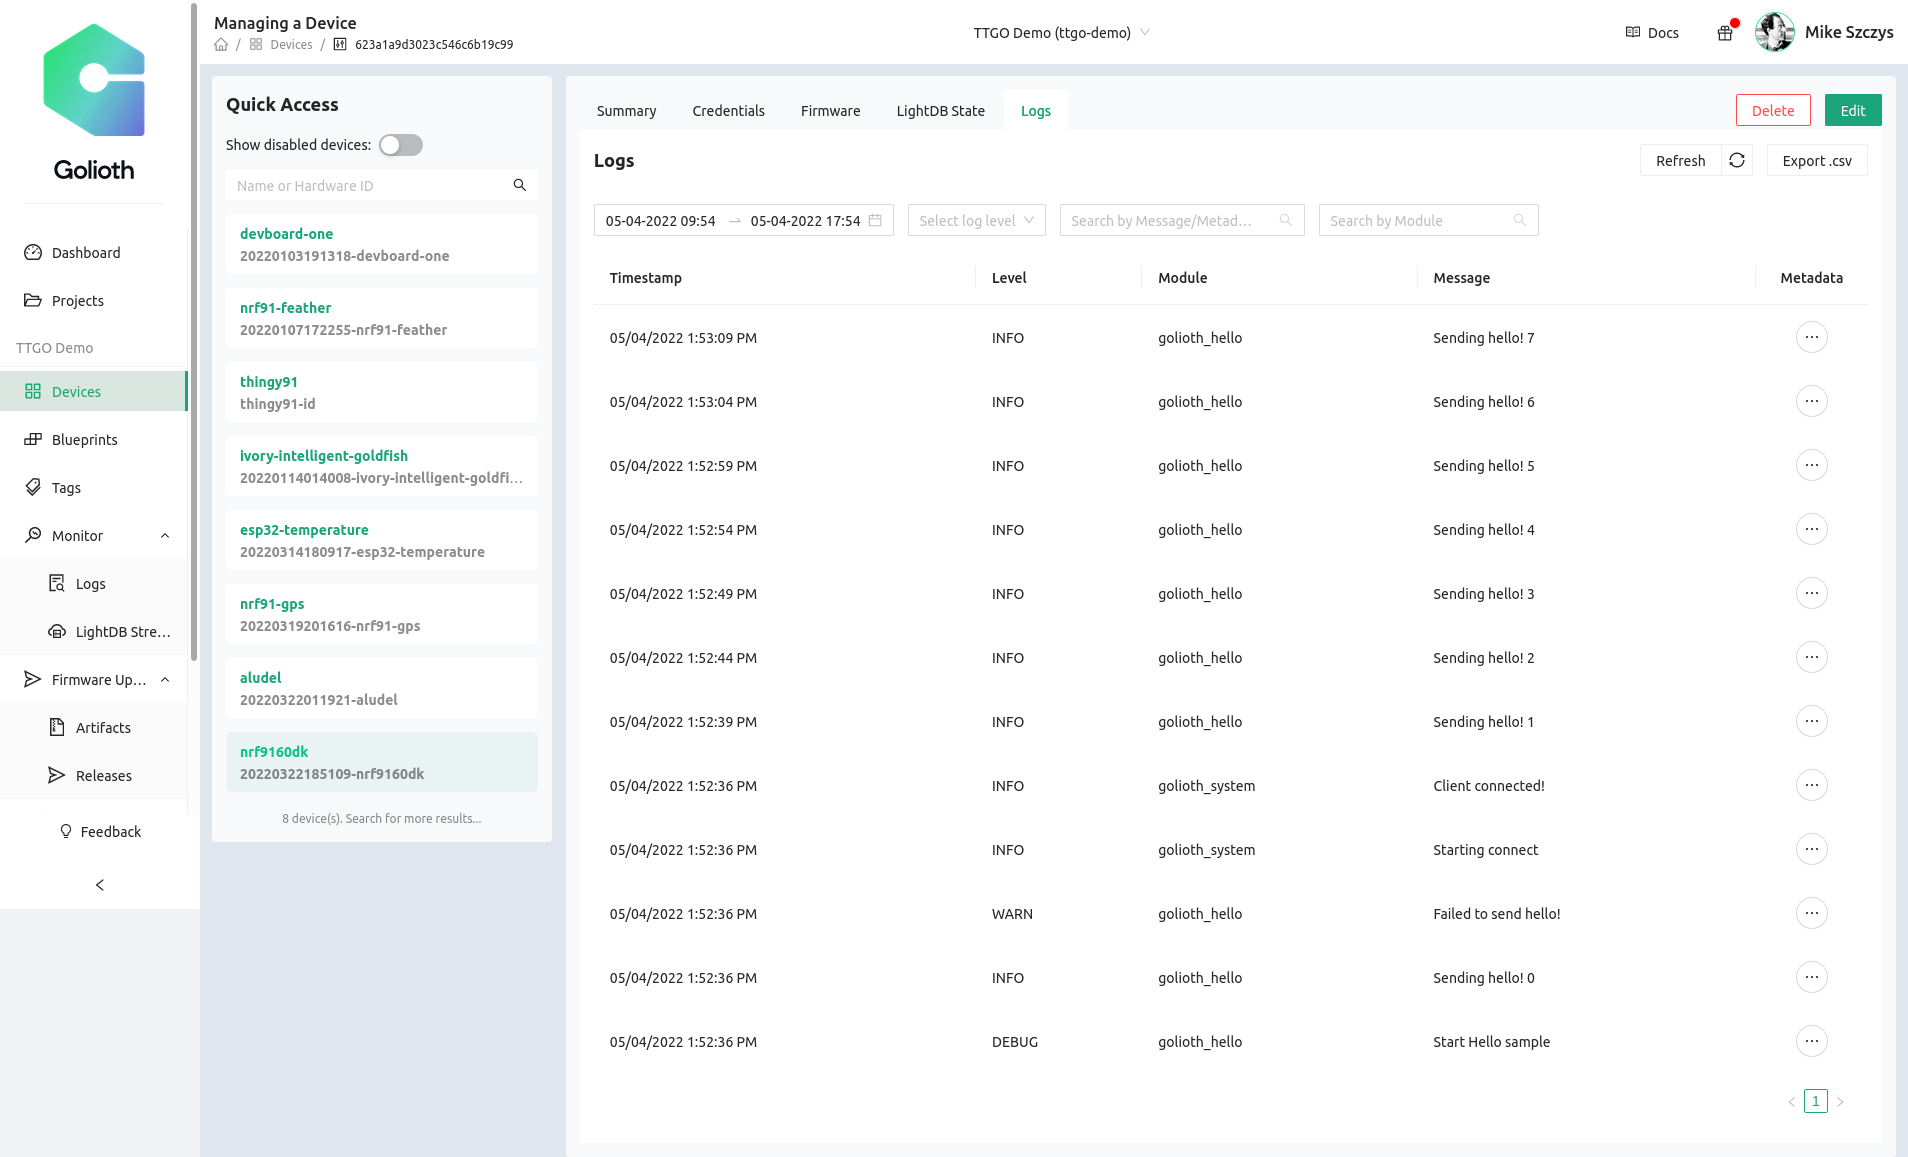 Golioth
Dashboard
Projects
TTGO Demo
Devices
Blueprints
Tags
Monitor
Logs
LightDB Stre...
Firmware Up...
Artifacts
Releases
Feedback
Managing a Device
/ Devices / 623a1a9d3023c546c6b19c99
TTGO Demo (ttgo-demo)
Docs
Mike Szczys
Quick Access
Show disabled devices:
Name or Hardware ID
devboard-one
20220103191318-devboard-one
nrf91-feather
20220107172255-nrf91-feather
thingy91
thingy91-id
ivory-intelligent-goldfish
20220114014008-ivory-intelligent-goldfi...
esp32-temperature
20220314180917-esp32-temperature
nrf91-gps
20220319201616-nrf91-gps
aludel
20220322011921-aludel
nrf9160dk
20220322185109-nrf9160dk
8 device(s). Search for more results...
Summary Credentials Firmware LightDB State Logs
Delete Edit
Logs
Refresh Export .csv
05-04-2022 09:54 → 05-04-2022 17:54 Select log level Search by Message/Metad... Search by Module
Timestamp Level Module Message Metadata
05/04/2022 1:53:09 PM INFO golioth_hello Sending hello! 7 ...
05/04/2022 1:53:04 PM INFO golioth_hello Sending hello! 6 ...
05/04/2022 1:52:59 PM INFO golioth_hello Sending hello! 5 ...
05/04/2022 1:52:54 PM INFO golioth_hello Sending hello! 4 ...
05/04/2022 1:52:49 PM INFO golioth_hello Sending hello! 3 ...
05/04/2022 1:52:44 PM INFO golioth_hello Sending hello! 2 ...
05/04/2022 1:52:39 PM INFO golioth_hello Sending hello! 1 ...
05/04/2022 1:52:36 PM INFO golioth_system Client connected! ...
05/04/2022 1:52:36 PM INFO golioth_system Starting connect ...
05/04/2022 1:52:36 PM WARN golioth_hello Failed to send hello! ...
05/04/2022 1:52:36 PM INFO golioth_hello Sending hello! 0 ...
05/04/2022 1:52:36 PM DEBUG golioth_hello Start Hello sample ...
< 1 >